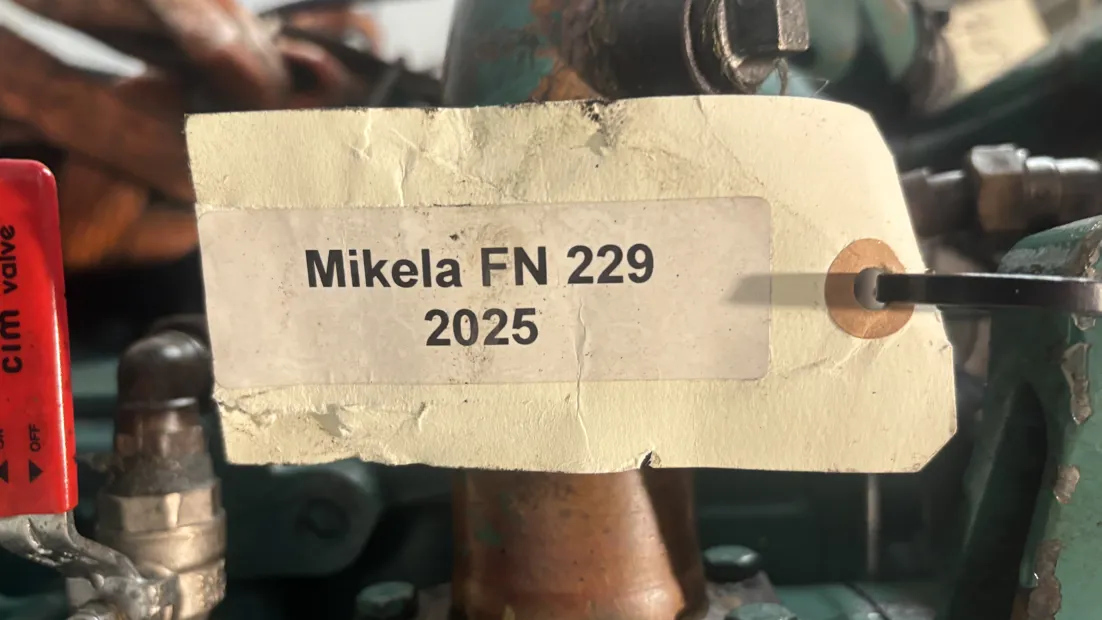 Mikela FN 229
2025
cim valve
OFF